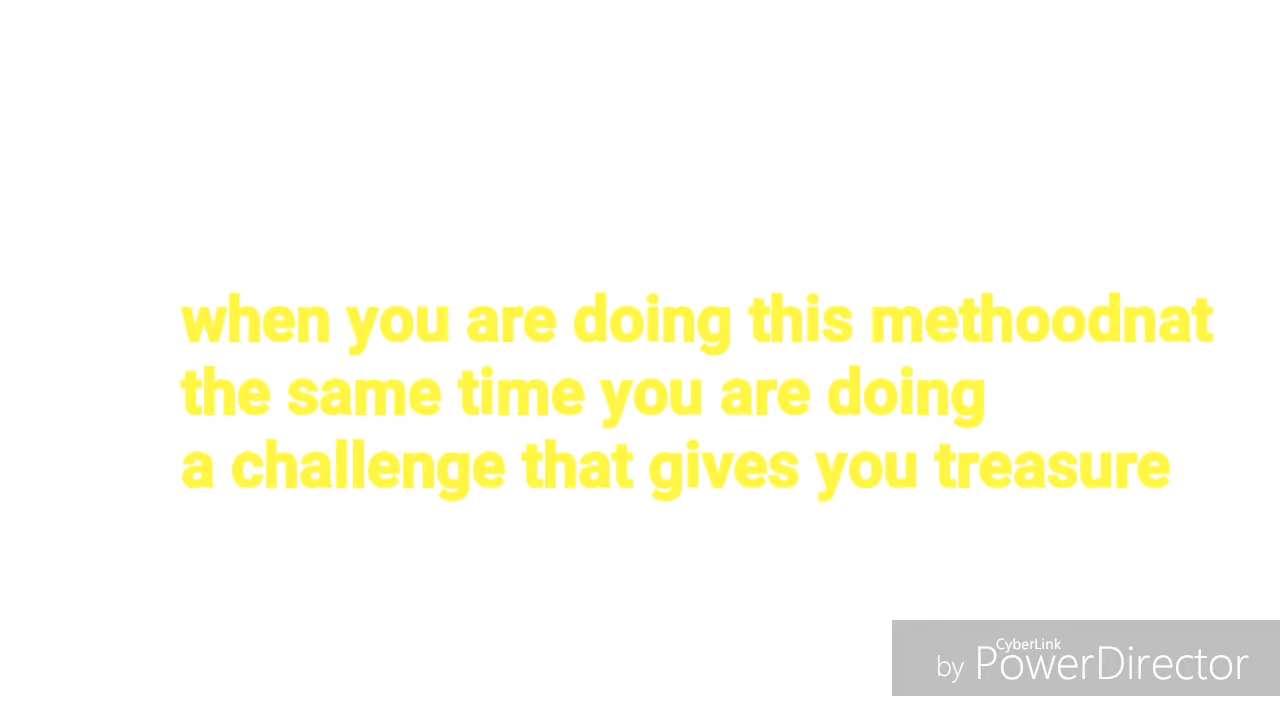 when you are doing this methoodnat
the same time you are doing
a challenge that gives you treasure
CyberLink
by PowerDirector